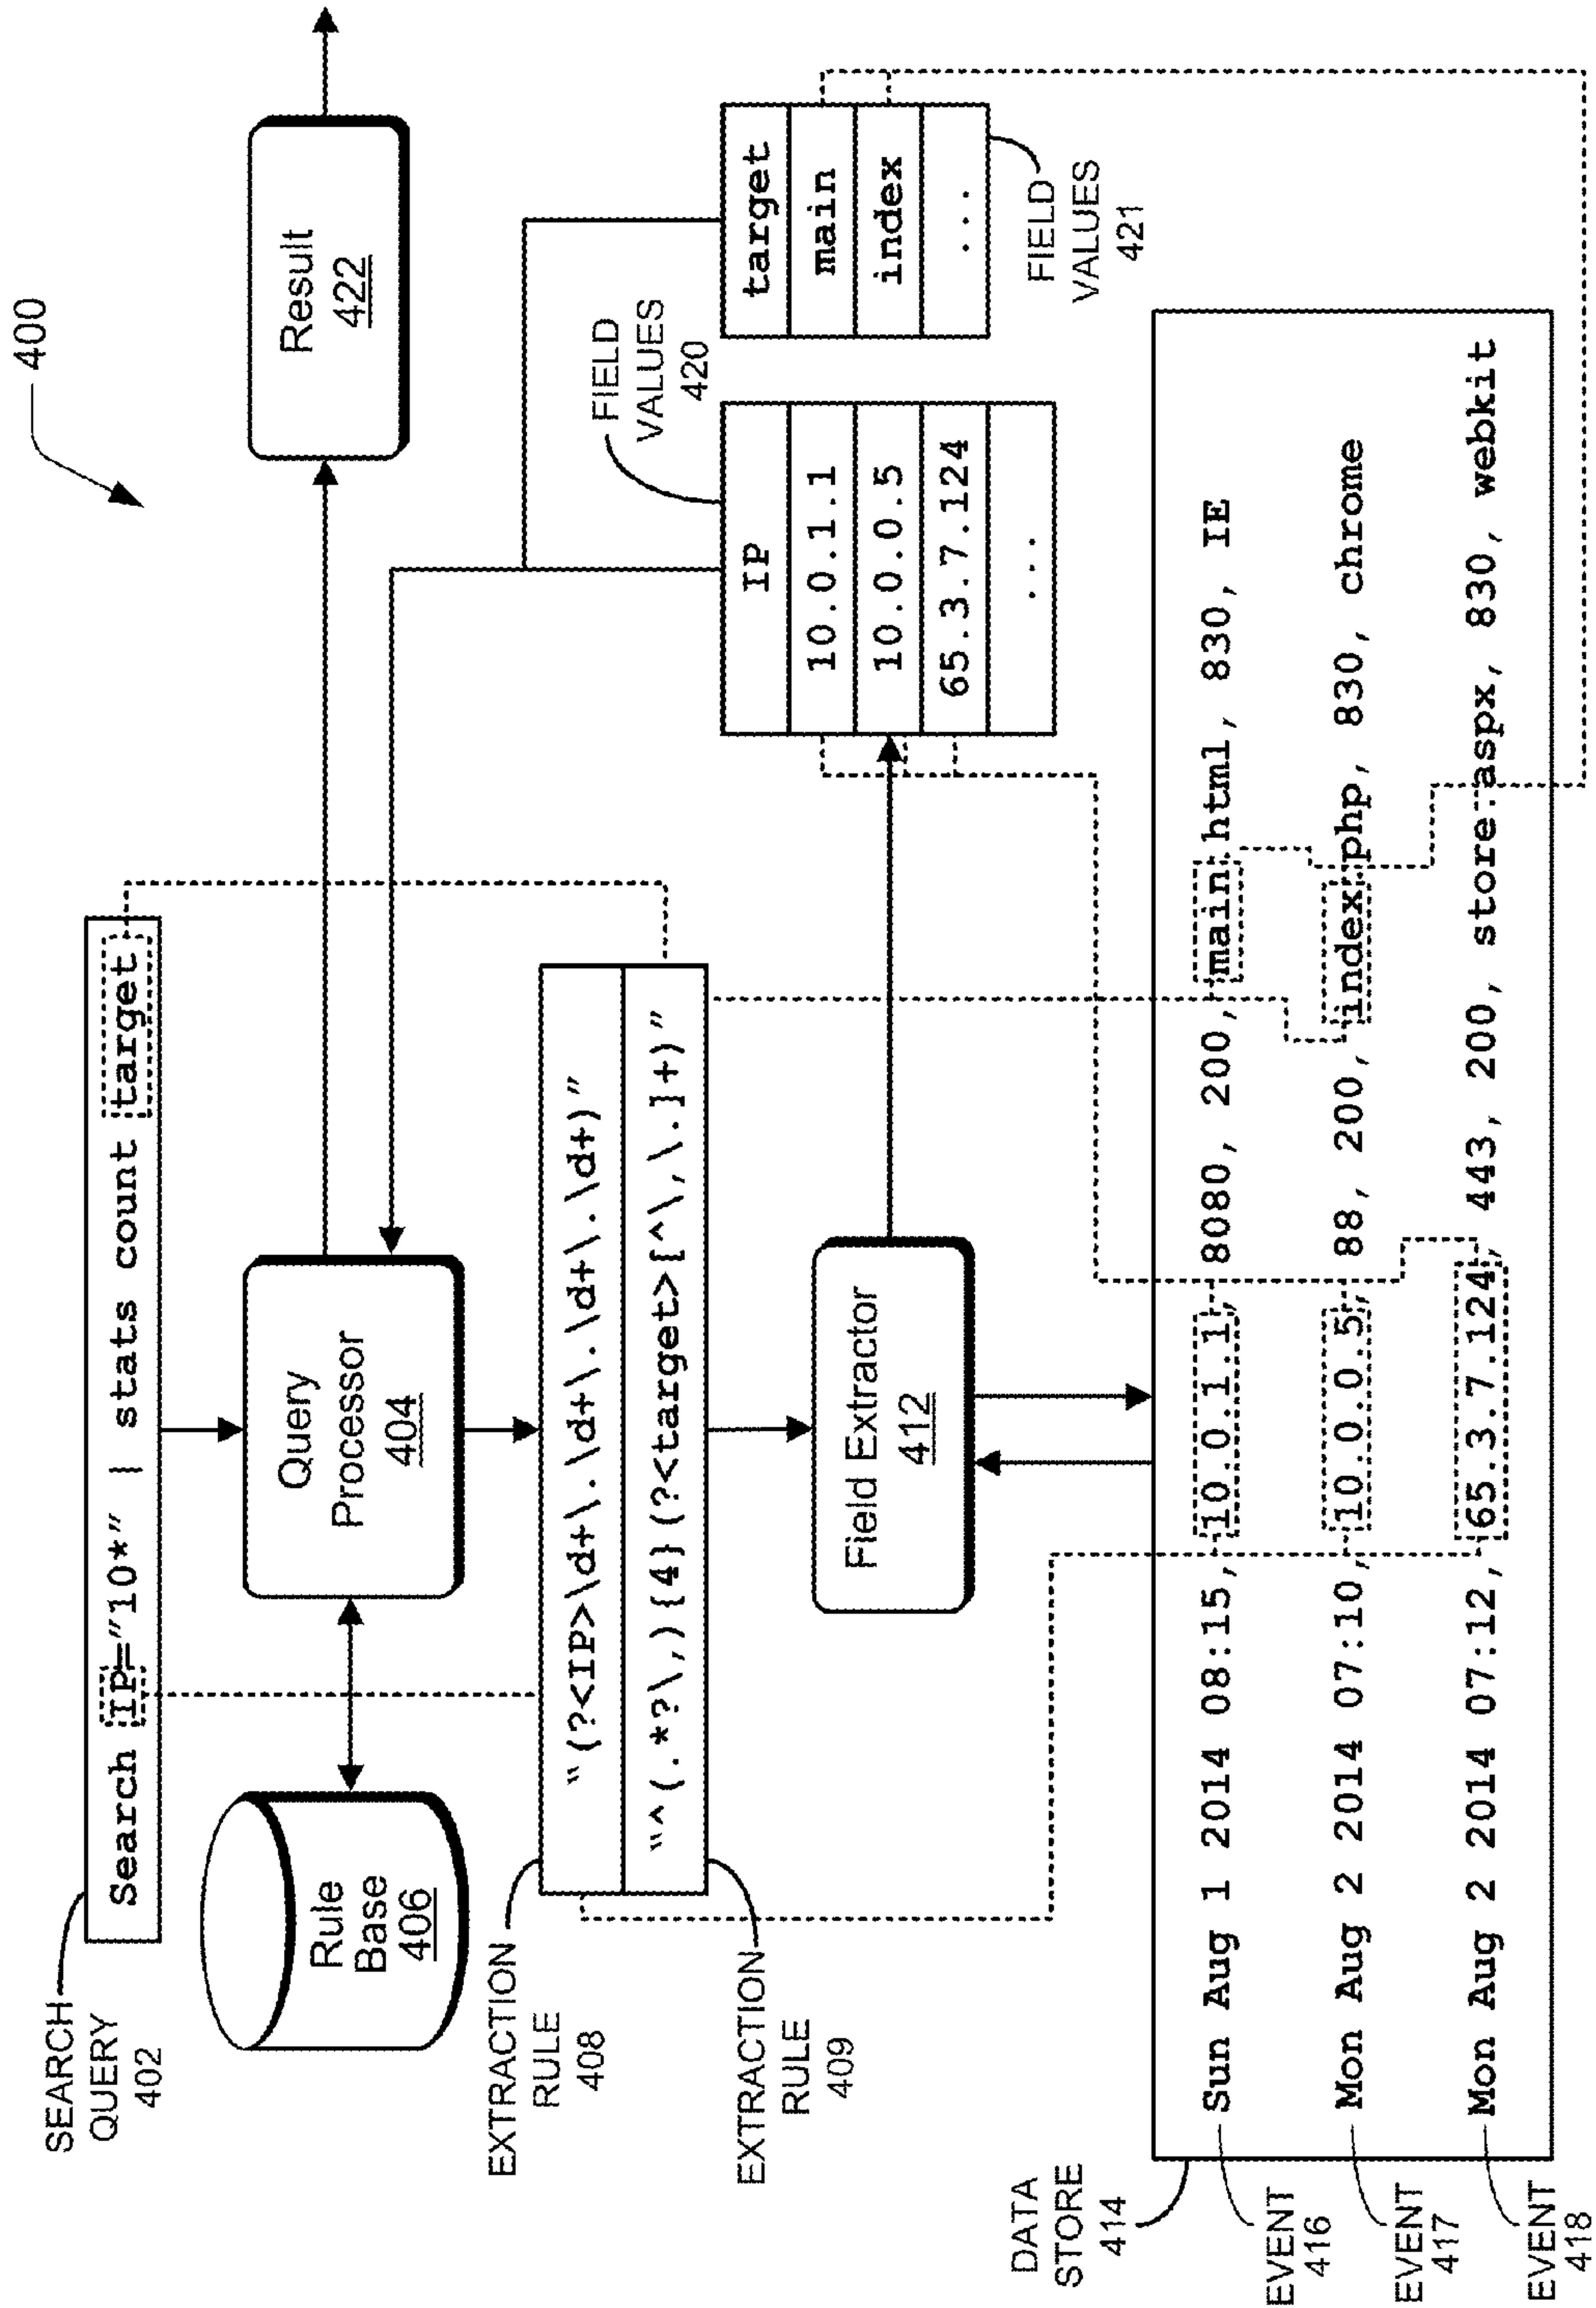 400
SEARCH
QUERY
402
Search IP="10*" | stats count target
Rule
Base
406
Query
Processor
404
Result
422
EXTRACTION
RULE
408
"(?<IP>\d+\.\d+\.\d+\.\d+)"
"^(.*?\,){4}(?<target>[^\,\.]+)"
EXTRACTION
RULE
409
FIELD
VALUES
420
IP
10.0.1.1
10.0.0.5
65.3.7.124
...
target
main
index
...
FIELD
VALUES
421
Field Extractor
412
DATA
STORE
414
EVENT
416
Sun Aug 1 2014 08:15, 10.0.1.1, 8080, 200, main.html, 830, IE
EVENT
417
Mon Aug 2 2014 07:10, 10.0.0.5, 88, 200, index.php, 830, chrome
EVENT
418
Mon Aug 2 2014 07:12, 65.3.7.124, 443, 200, store.aspx, 830, webkit